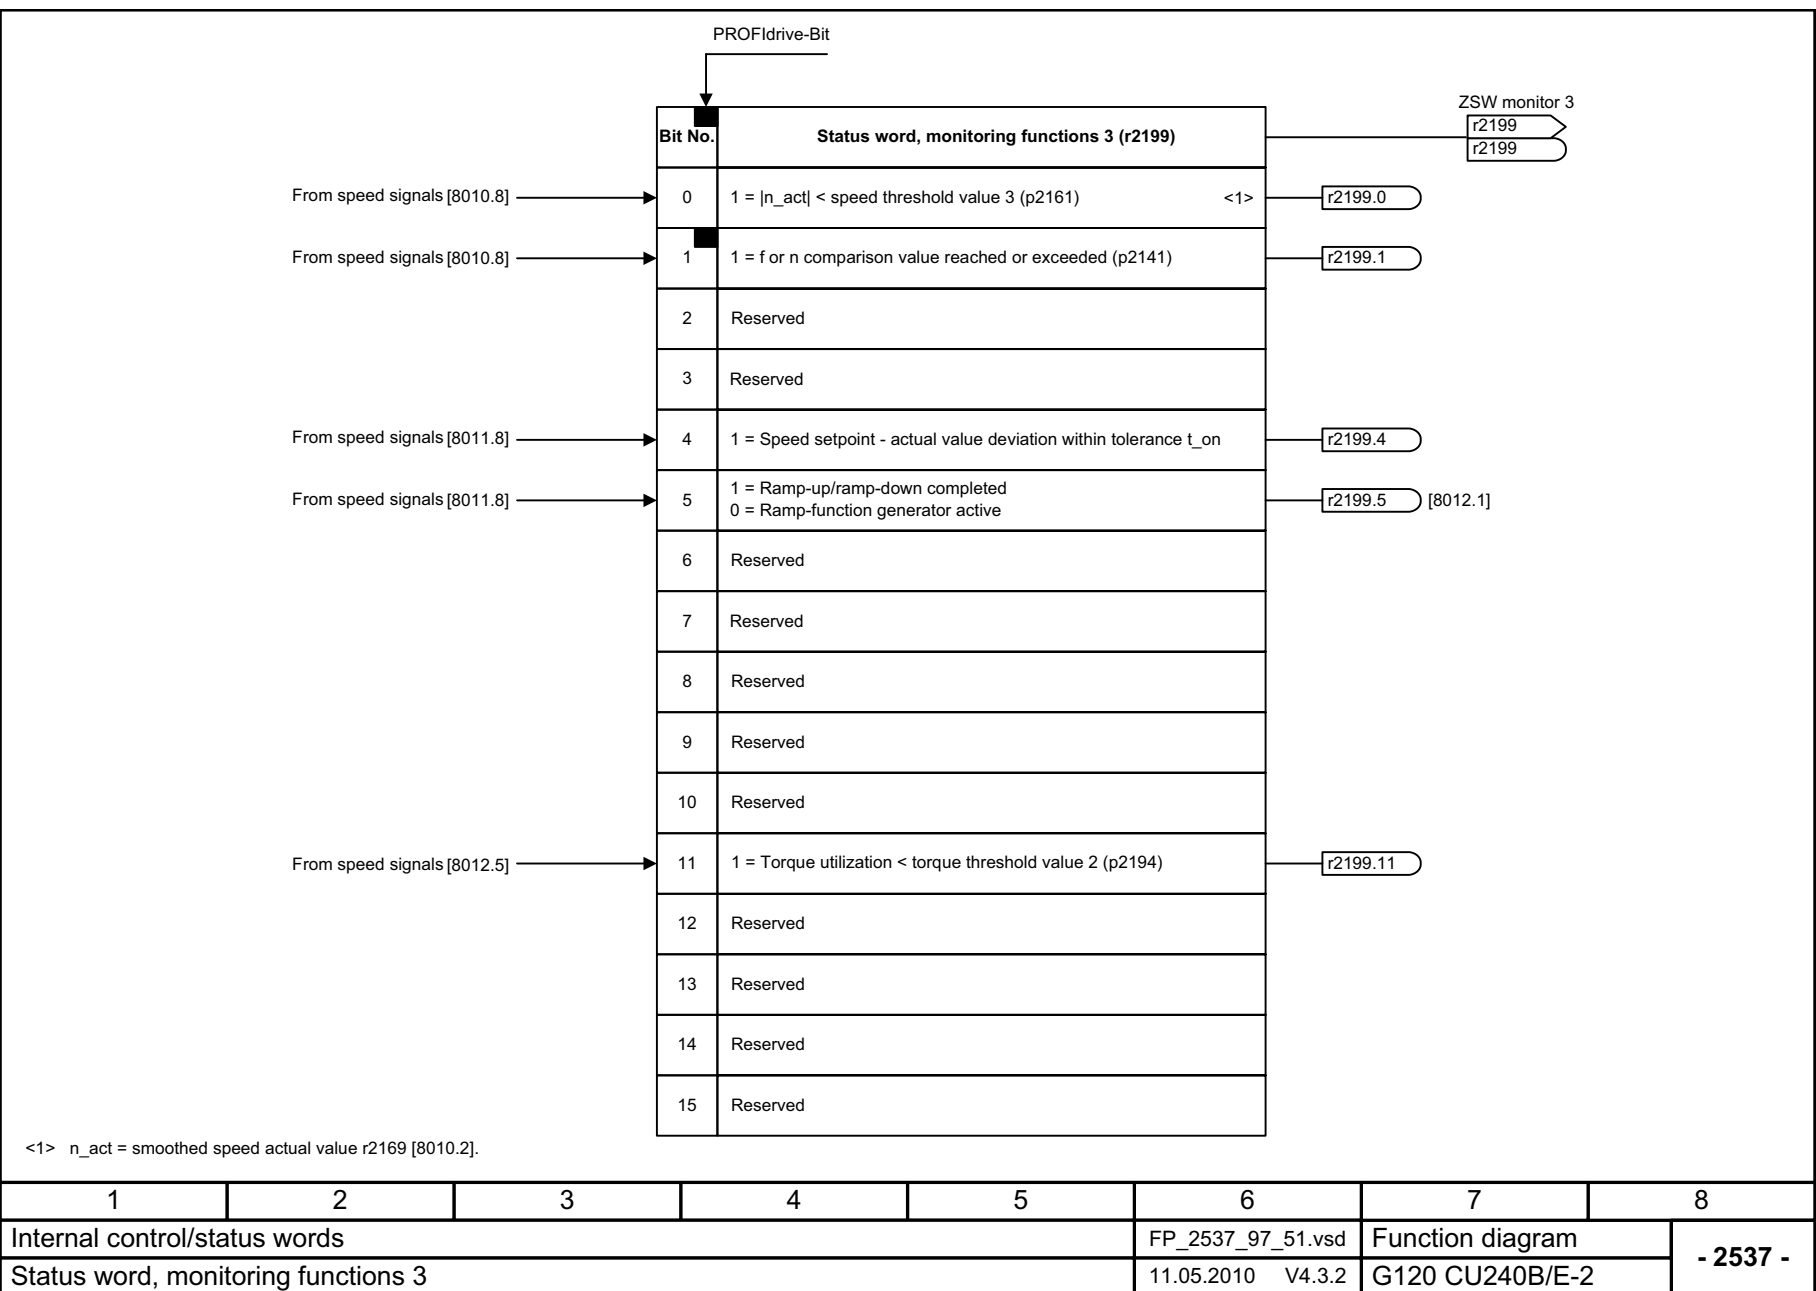 PROFIdrive-Bit
ZSW monitor 3
r2199
r2199
Bit No. Status word, monitoring functions 3 (r2199)
From speed signals [8010.8] 0 1 = |n_act| < speed threshold value 3 (p2161) <1> r2199.0
From speed signals [8010.8] 1 1 = f or n comparison value reached or exceeded (p2141) r2199.1
2 Reserved
3 Reserved
From speed signals [8011.8] 4 1 = Speed setpoint - actual value deviation within tolerance t_on r2199.4
From speed signals [8011.8] 5 1 = Ramp-up/ramp-down completed
0 = Ramp-function generator active r2199.5 [8012.1]
6 Reserved
7 Reserved
8 Reserved
9 Reserved
10 Reserved
From speed signals [8012.5] 11 1 = Torque utilization < torque threshold value 2 (p2194) r2199.11
12 Reserved
13 Reserved
14 Reserved
15 Reserved
<1> n_act = smoothed speed actual value r2169 [8010.2].
1 2 3 4 5 6 7 8
Internal control/status words FP_2537_97_51.vsd Function diagram
- 2537 -
Status word, monitoring functions 3 11.05.2010 V4.3.2 G120 CU240B/E-2